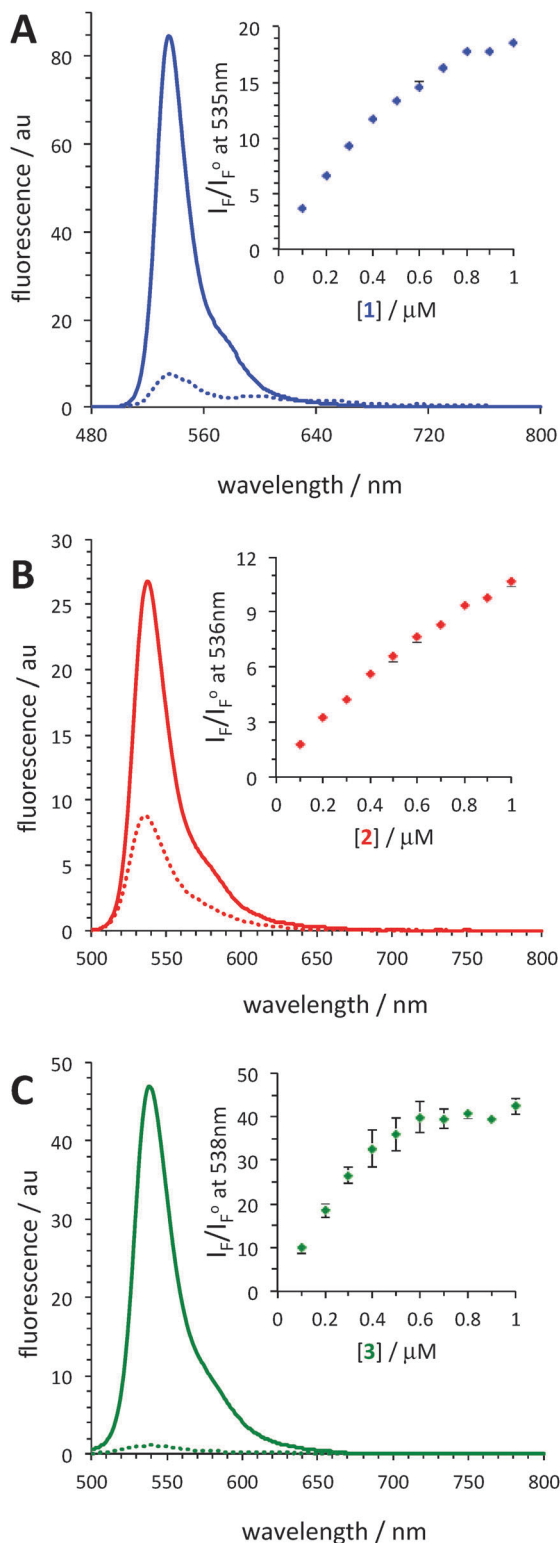 A
fluorescence / au
80
60
40
20
0
480 560 640 720 800
wavelength / nm
I_F/I_F° at 535nm
20
15
10
5
0
0 0.2 0.4 0.6 0.8 1
[1] / μM
B
fluorescence / au
30
25
20
15
10
5
0
500 550 600 650 700 750 800
wavelength / nm
I_F/I_F° at 536nm
12
9
6
3
0
0 0.2 0.4 0.6 0.8 1
[2] / μM
C
fluorescence / au
50
40
30
20
10
0
500 550 600 650 700 750 800
wavelength / nm
I_F/I_F° at 538nm
50
40
30
20
10
0
0 0.2 0.4 0.6 0.8 1
[3] / μM